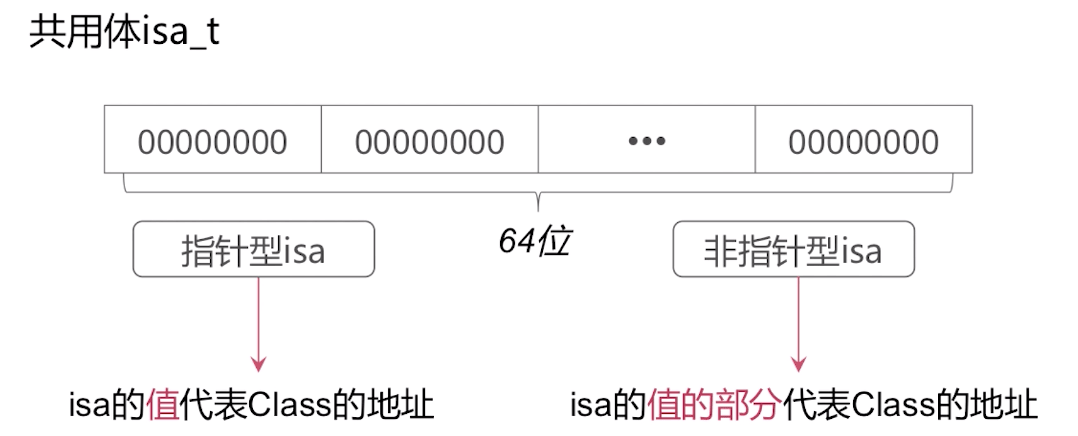 共用体isa_t
00000000 00000000 ••• 00000000
64位
指针型isa 非指针型isa
isa的值代表Class的地址 isa的值的部分代表Class的地址